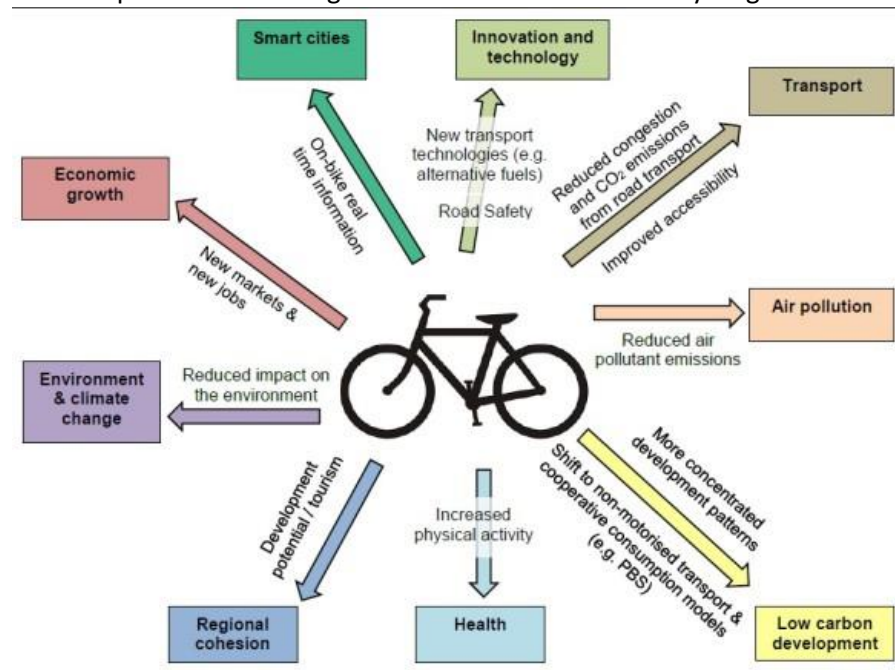 Smart cities
Innovation and
technology
Transport
On-bike real
time information
New transport
technologies (e.g.
alternative fuels)
Road Safety
Reduced congestion
and CO₂ emissions
from road transport
Improved accessibility
Economic
growth
New markets &
new jobs
Air pollution
Reduced air
pollutant emissions
Environment
& climate
change
Reduced impact on
the environment
Development
potential / tourism
Increased
physical activity
More concentrated
development patterns
Shift to non-motorised transport &
cooperative consumption models
(e.g. PBS)
Regional
cohesion
Health
Low carbon
development